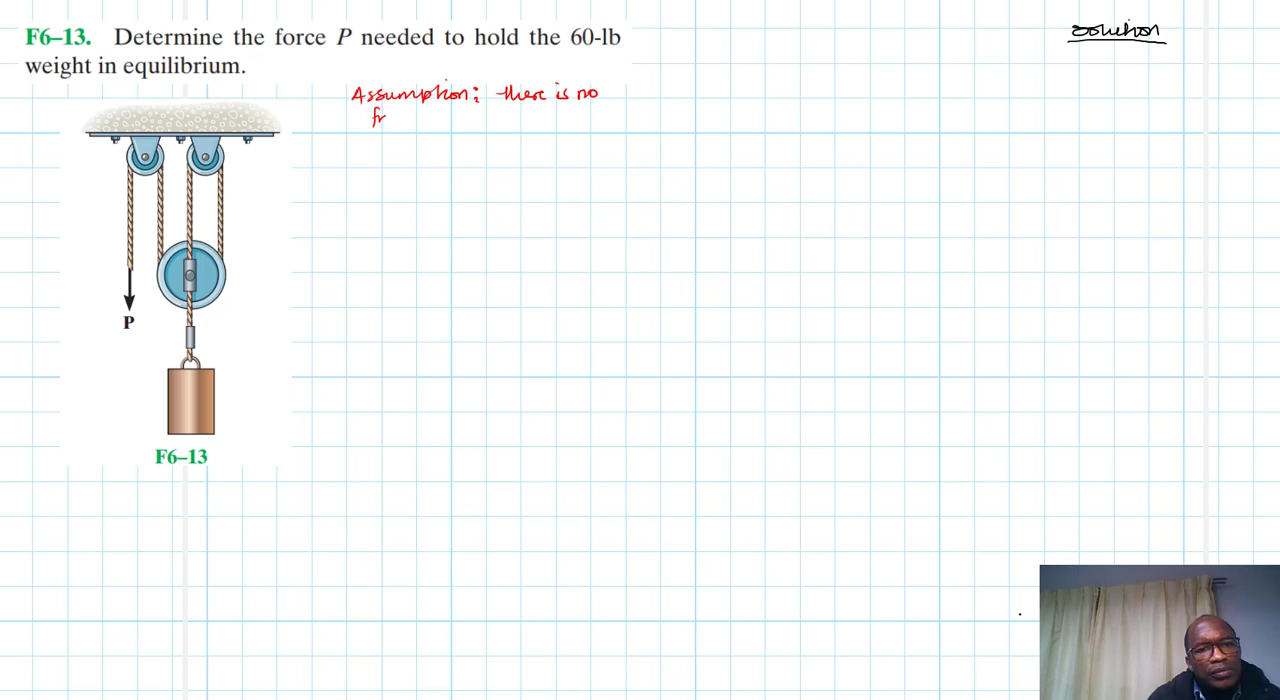 F6–13. Determine the force P needed to hold the 60-lb
weight in equilibrium.
solution
Assumption: there is no
fr
P
F6–13